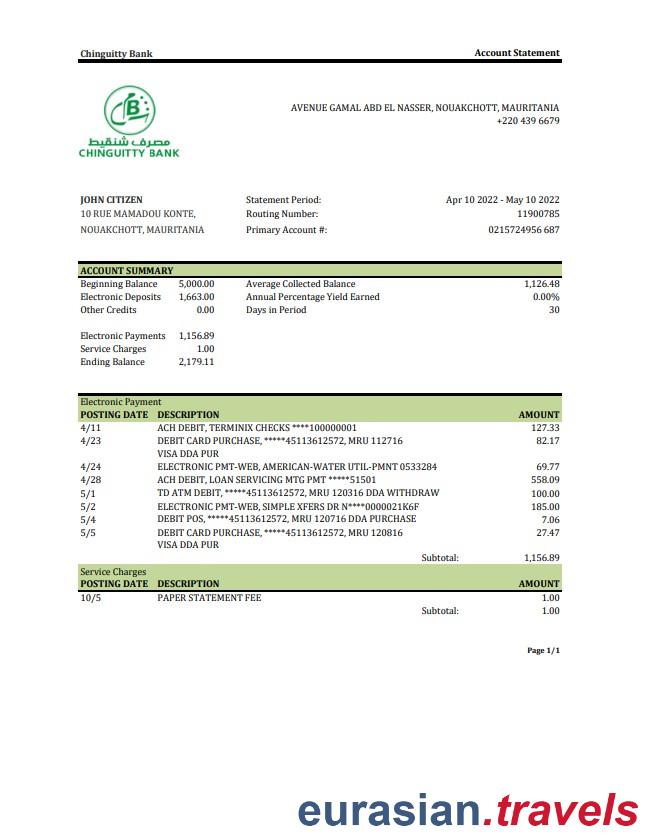 Chinguitty Bank Account Statement
AVENUE GAMAL ABD EL NASSER, NOUAKCHOTT, MAURITANIA
+220 439 6679
مصرف شنقيط
CHINGUITTY BANK
JOHN CITIZEN Statement Period: Apr 10 2022 - May 10 2022
10 RUE MAMADOU KONTE, Routing Number: 11900785
NOUAKCHOTT, MAURITANIA Primary Account #: 0215724956 687
ACCOUNT SUMMARY
Beginning Balance 5,000.00 Average Collected Balance 1,126.48
Electronic Deposits 1,663.00 Annual Percentage Yield Earned 0.00%
Other Credits 0.00 Days in Period 30
Electronic Payments 1,156.89
Service Charges 1.00
Ending Balance 2,179.11
Electronic Payment
POSTING DATE DESCRIPTION AMOUNT
4/11 ACH DEBIT, TERMINIX CHECKS ****100000001 127.33
4/23 DEBIT CARD PURCHASE, *****45113612572, MRU 112716 82.17
VISA DDA PUR
4/24 ELECTRONIC PMT-WEB, AMERICAN-WATER UTIL-PMNT 0533284 69.77
4/28 ACH DEBIT, LOAN SERVICING MTG PMT *****51501 558.09
5/1 TD ATM DEBIT, *****45113612572, MRU 120316 DDA WITHDRAW 100.00
5/2 ELECTRONIC PMT-WEB, SIMPLE XFERS DR N****0000021K6F 185.00
5/4 DEBIT POS, *****45113612572, MRU 120716 DDA PURCHASE 7.06
5/5 DEBIT CARD PURCHASE, *****45113612572, MRU 120816 27.47
VISA DDA PUR
Subtotal: 1,156.89
Service Charges
POSTING DATE DESCRIPTION AMOUNT
10/5 PAPER STATEMENT FEE 1.00
Subtotal: 1.00
Page 1/1
eurasian.travels